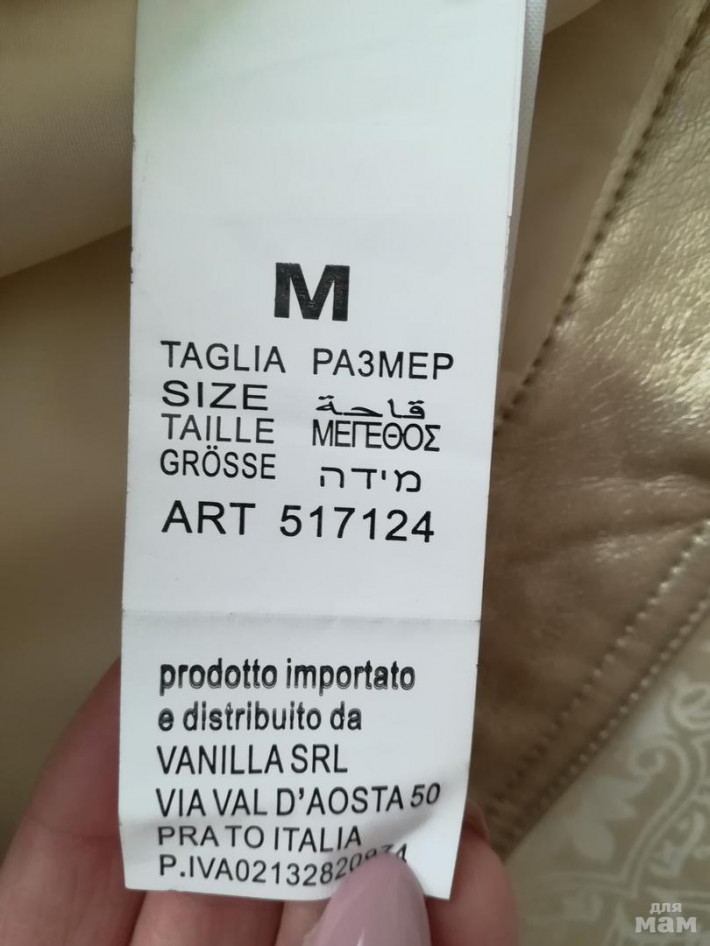 M
TAGLIA РАЗМЕР
SIZE قاحة
TAILLE ΜΕΓΕΘΟΣ
GRÖSSE מידה
ART 517124
prodotto importato
e distribuito da
VANILLA SRL
VIA VAL D'AOSTA 50
PRATO ITALIA
P.IVA02132820974
для
мам